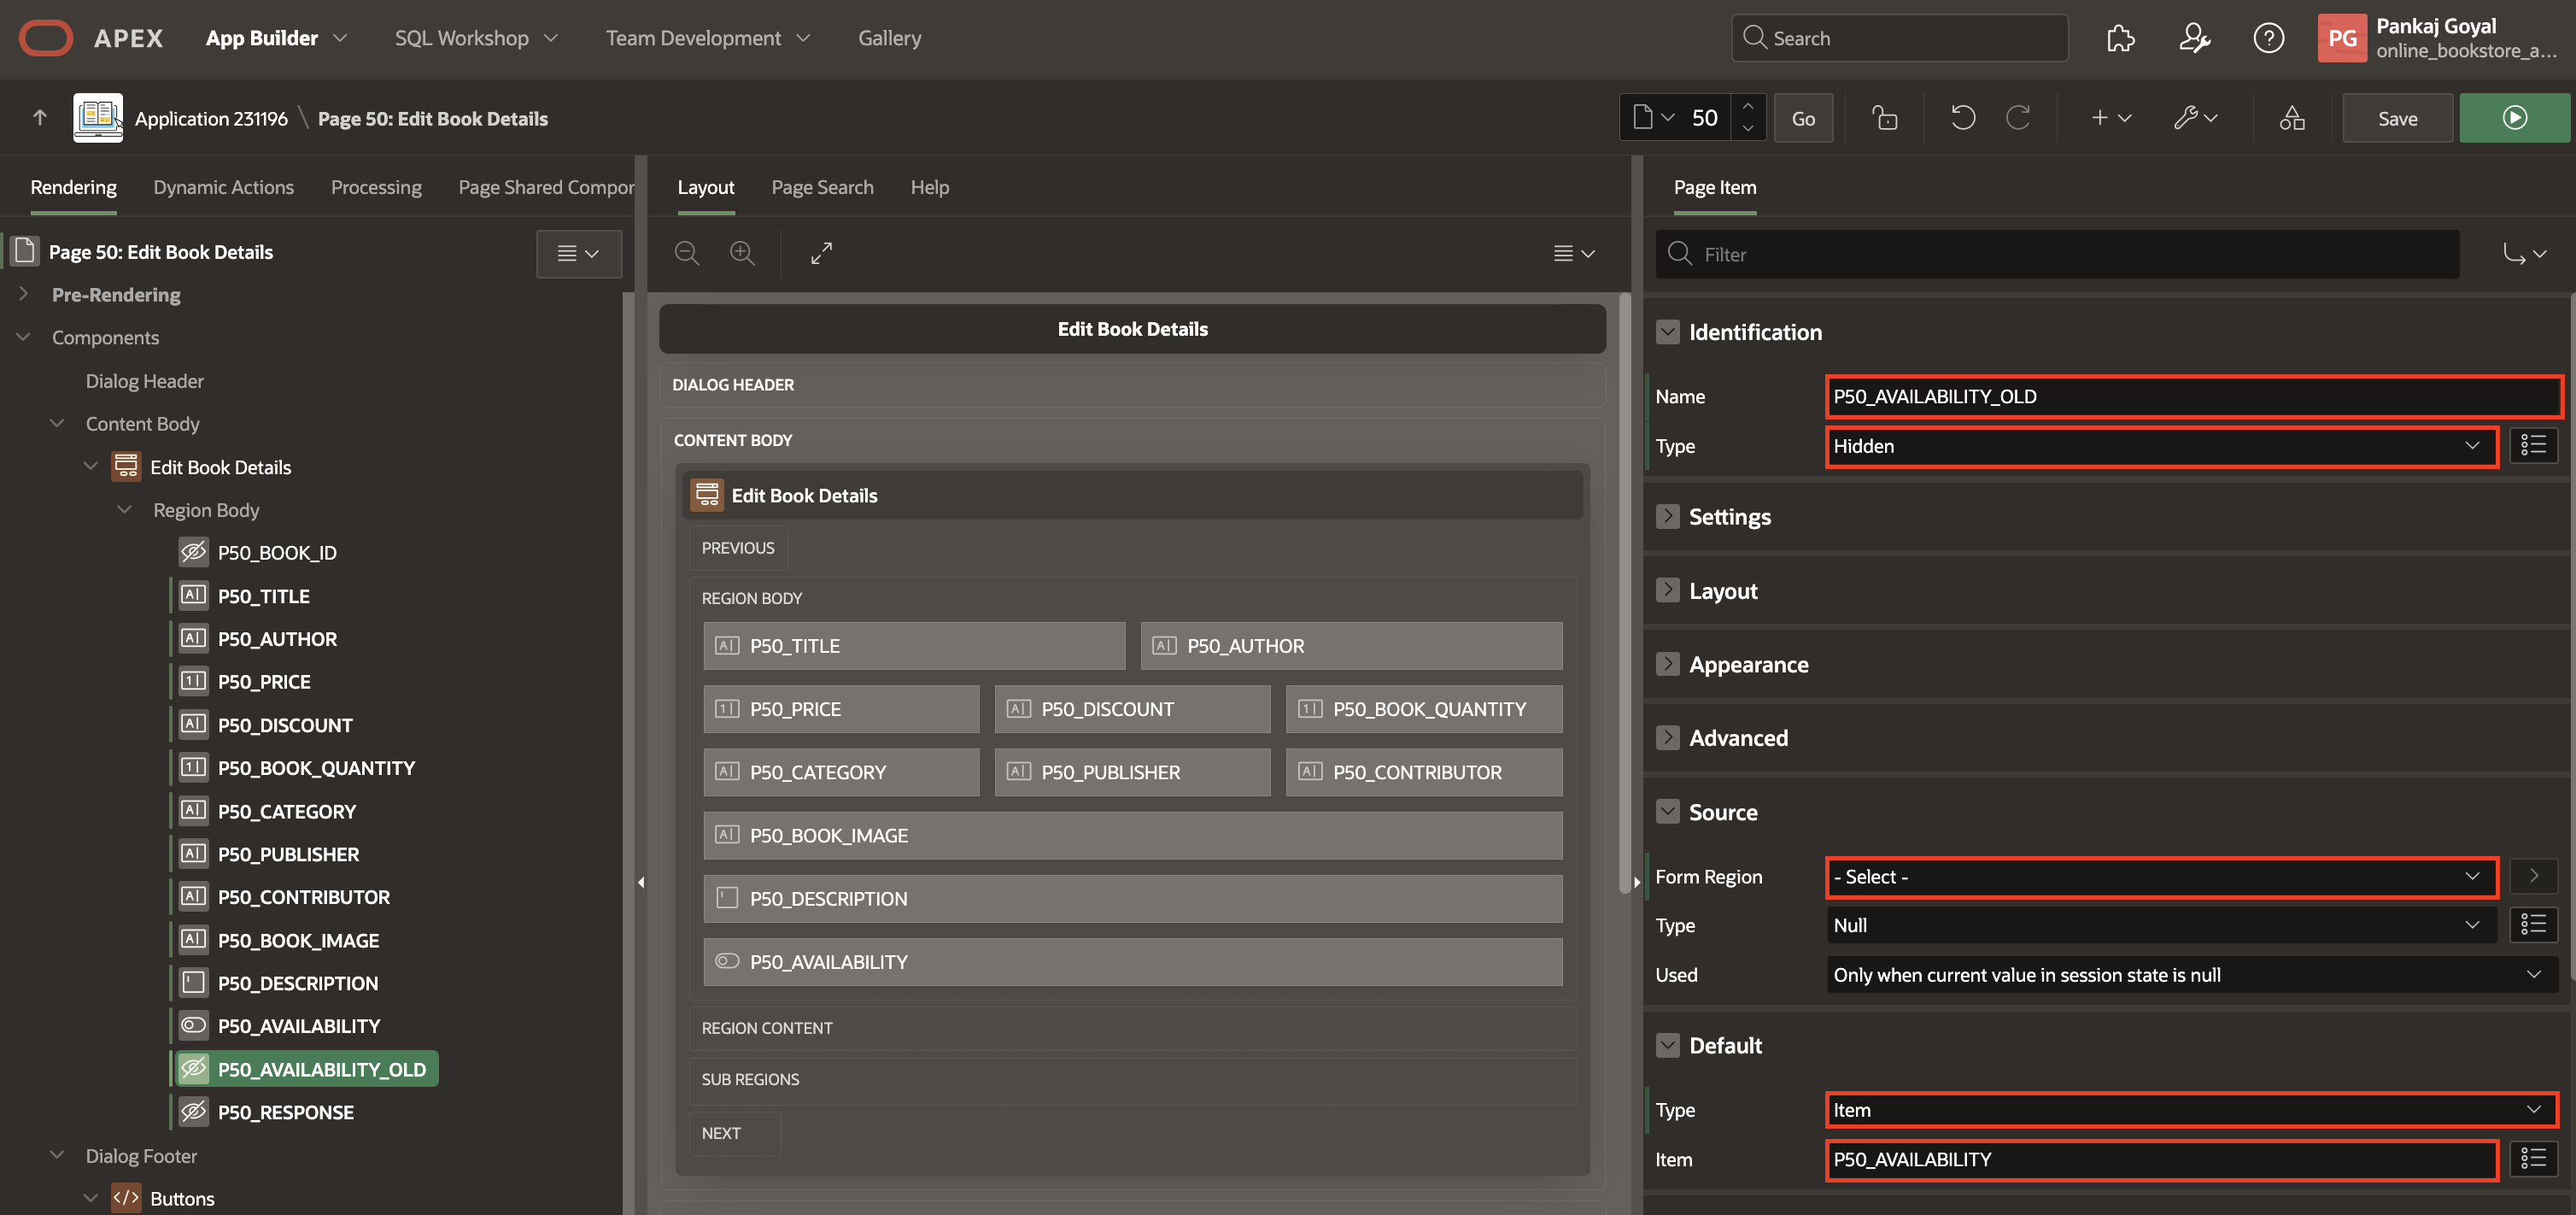 APEX App Builder SQL Workshop Team Development Gallery Search PG Pankaj Goyal
online_bookstore_a...
Application 231196 \ Page 50: Edit Book Details 50 Go Save
Rendering Dynamic Actions Processing Page Shared Compor
Page 50: Edit Book Details
Pre-Rendering
Components
Dialog Header
Content Body
Edit Book Details
Region Body
P50_BOOK_ID
P50_TITLE
P50_AUTHOR
P50_PRICE
P50_DISCOUNT
P50_BOOK_QUANTITY
P50_CATEGORY
P50_PUBLISHER
P50_CONTRIBUTOR
P50_BOOK_IMAGE
P50_DESCRIPTION
P50_AVAILABILITY
P50_AVAILABILITY_OLD
P50_RESPONSE
Dialog Footer
Buttons
Layout Page Search Help
Edit Book Details
DIALOG HEADER
CONTENT BODY
Edit Book Details
PREVIOUS
REGION BODY
P50_TITLE P50_AUTHOR
P50_PRICE P50_DISCOUNT P50_BOOK_QUANTITY
P50_CATEGORY P50_PUBLISHER P50_CONTRIBUTOR
P50_BOOK_IMAGE
P50_DESCRIPTION
P50_AVAILABILITY
REGION CONTENT
SUB REGIONS
NEXT
Page Item
Filter
Identification
Name P50_AVAILABILITY_OLD
Type Hidden
Settings
Layout
Appearance
Advanced
Source
Form Region - Select -
Type Null
Used Only when current value in session state is null
Default
Type Item
Item P50_AVAILABILITY